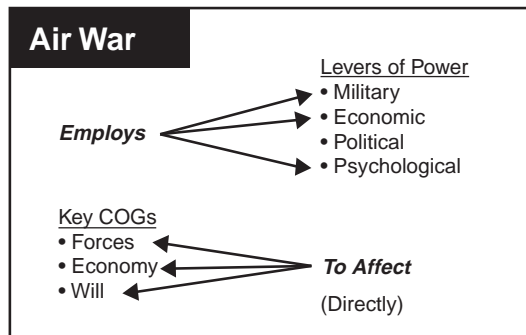 Air War
Levers of Power
• Military
• Economic
• Political
• Psychological
Employs
Key COGs
• Forces
• Economy
• Will
To Affect
(Directly)